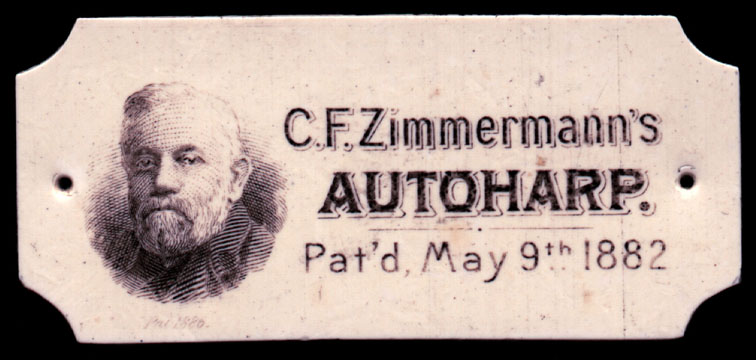 C.F. Zimmermann's
AUTOHARP.
Pat'd, May 9th 1882